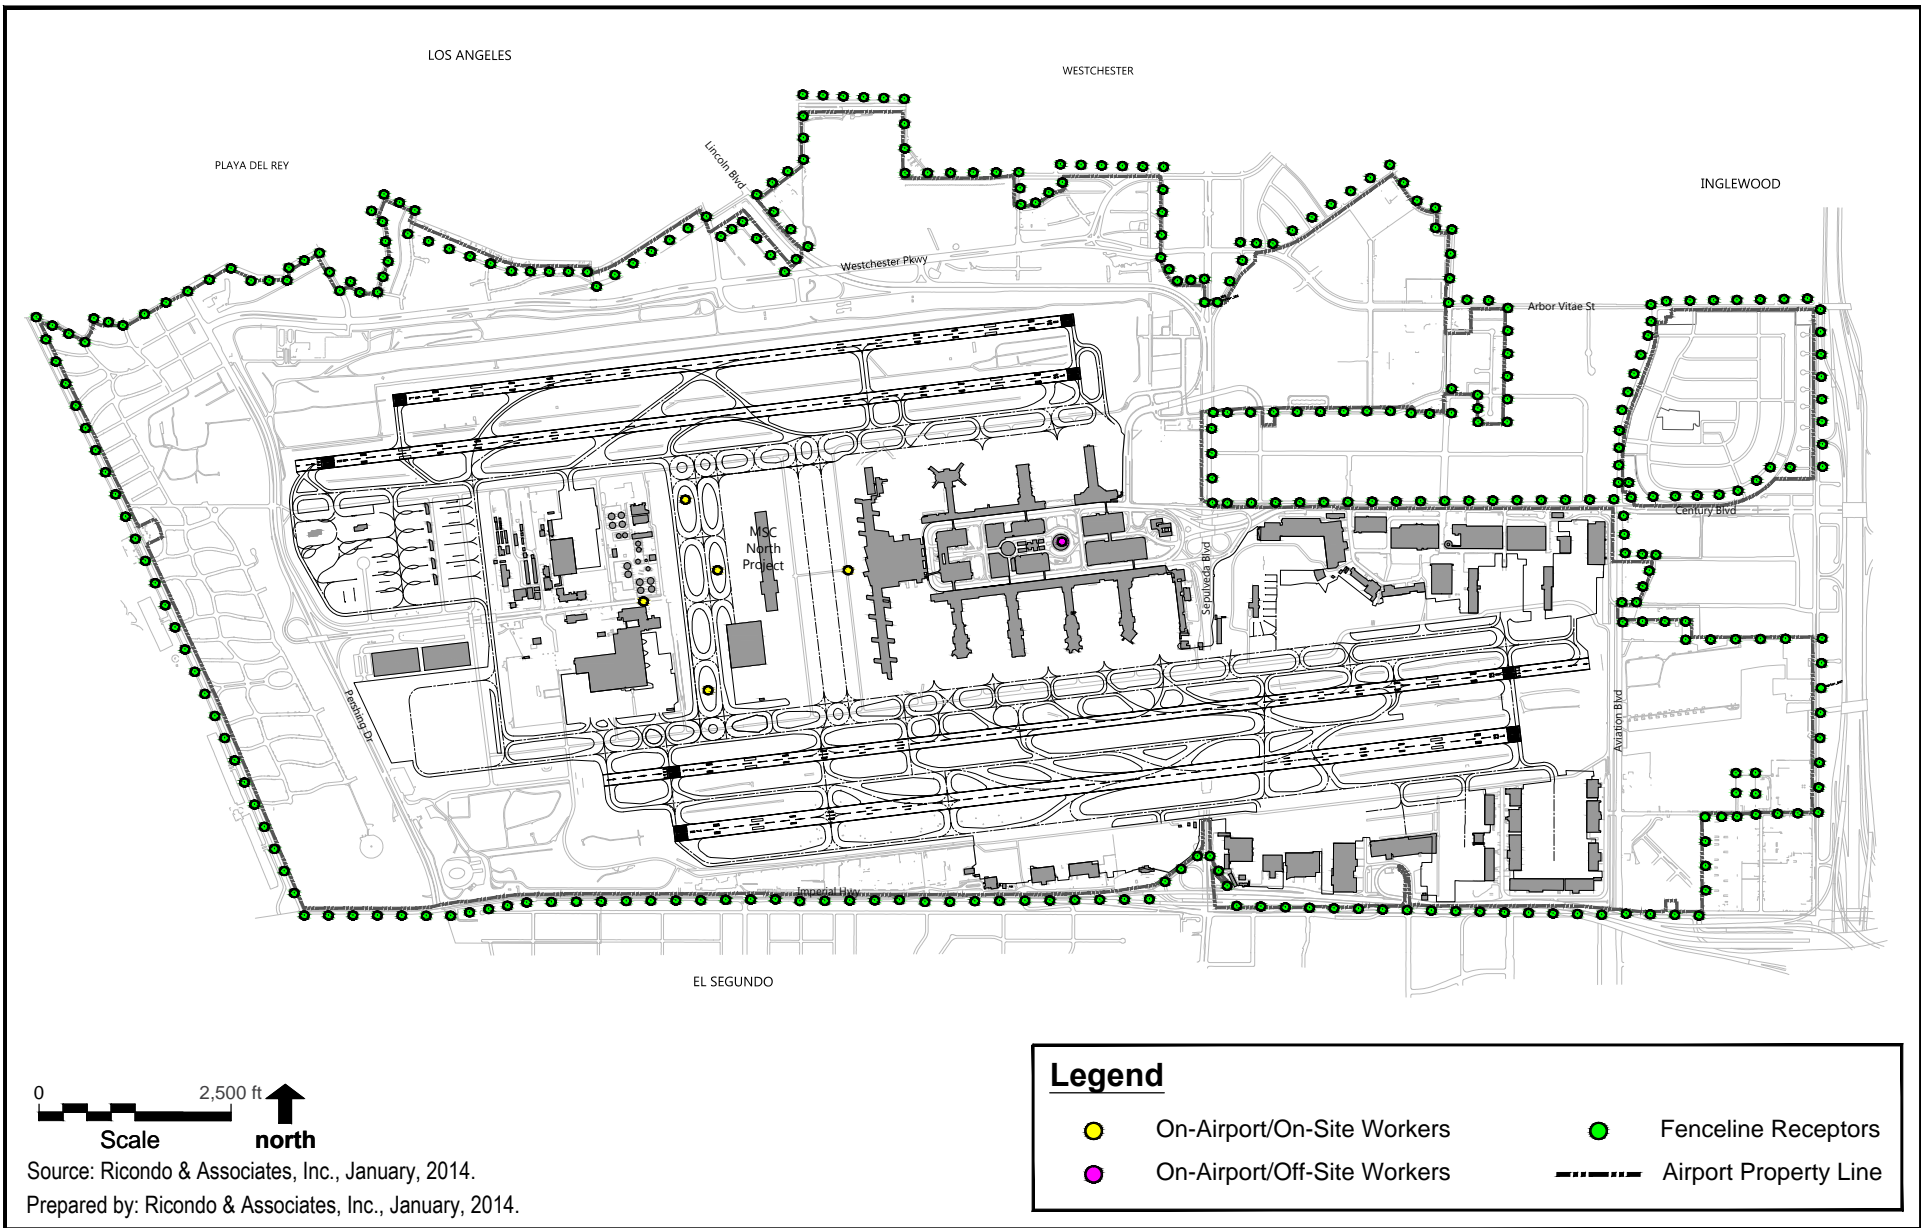 LOS ANGELES
WESTCHESTER
PLAYA DEL REY
Lincoln Blvd
INGLEWOOD
Westchester Pkwy
Arbor Vitae St
Century Blvd
MSC
North
Project
Sepulveda Blvd
Pershing Dr
Aviation Blvd
Imperial Hwy
EL SEGUNDO
Legend
On-Airport/On-Site Workers
Fenceline Receptors
On-Airport/Off-Site Workers
Airport Property Line
0 2,500 ft
Scale north
Source: Ricondo & Associates, Inc., January, 2014.
Prepared by: Ricondo & Associates, Inc., January, 2014.